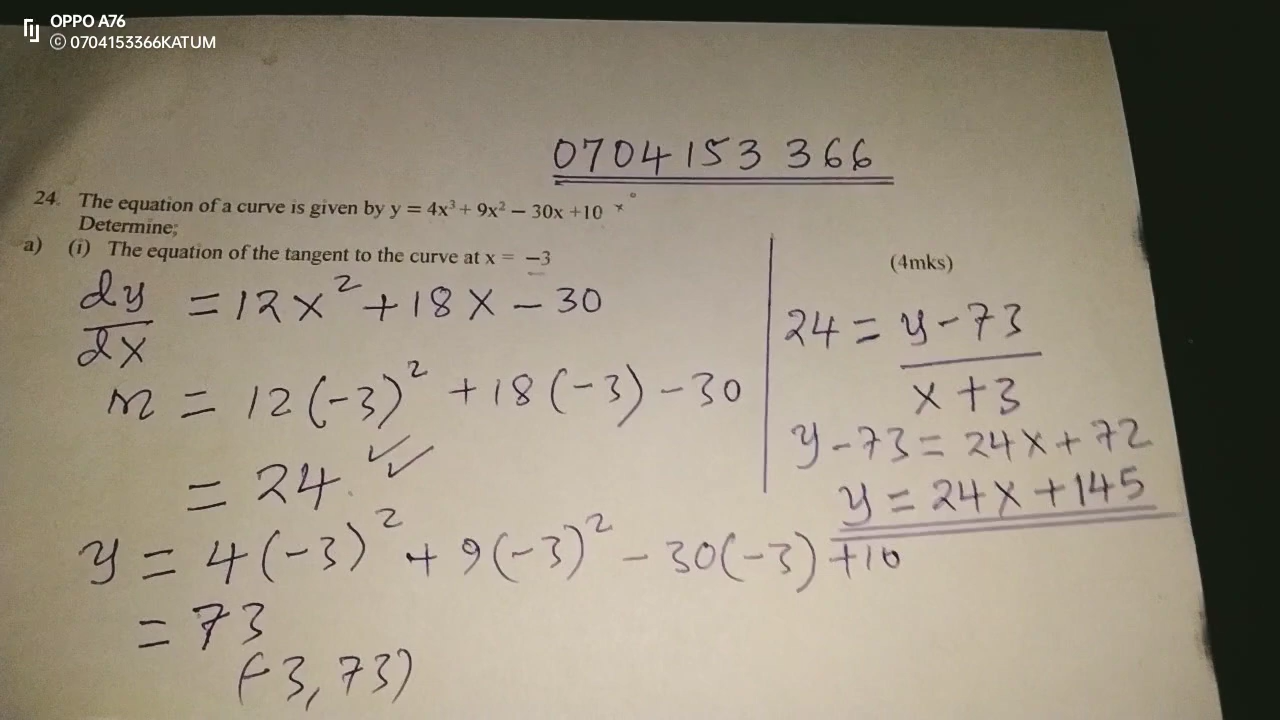 OPPO A76
© 0704153366KATUM
0704 153 366
24. The equation of a curve is given by y = 4x³ + 9x² − 30x +10
Determine;
a) (i) The equation of the tangent to the curve at x = −3 (4mks)
dy/dx = 12x² + 18x − 30
m = 12(−3)² + 18(−3) − 30
= 24 ✓✓
y = 4(−3)² + 9(−3)² − 30(−3) + 10
= 73
(−3, 73)
24 = y − 73 / x + 3
y − 73 = 24x + 72
y = 24x + 145